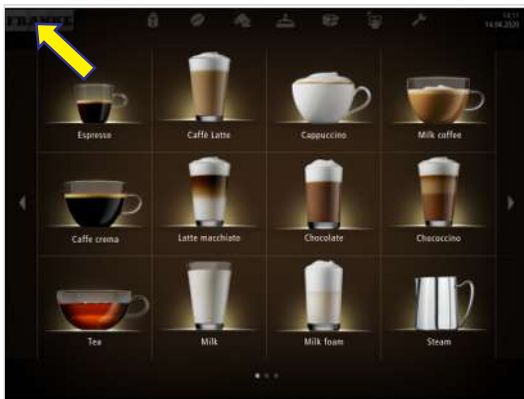 FRANKE
14:11
14.04.2020
Espresso
Caffè Latte
Cappuccino
Milk coffee
Caffe crema
Latte macchiato
Chocolate
Chococcino
Tea
Milk
Milk foam
Steam